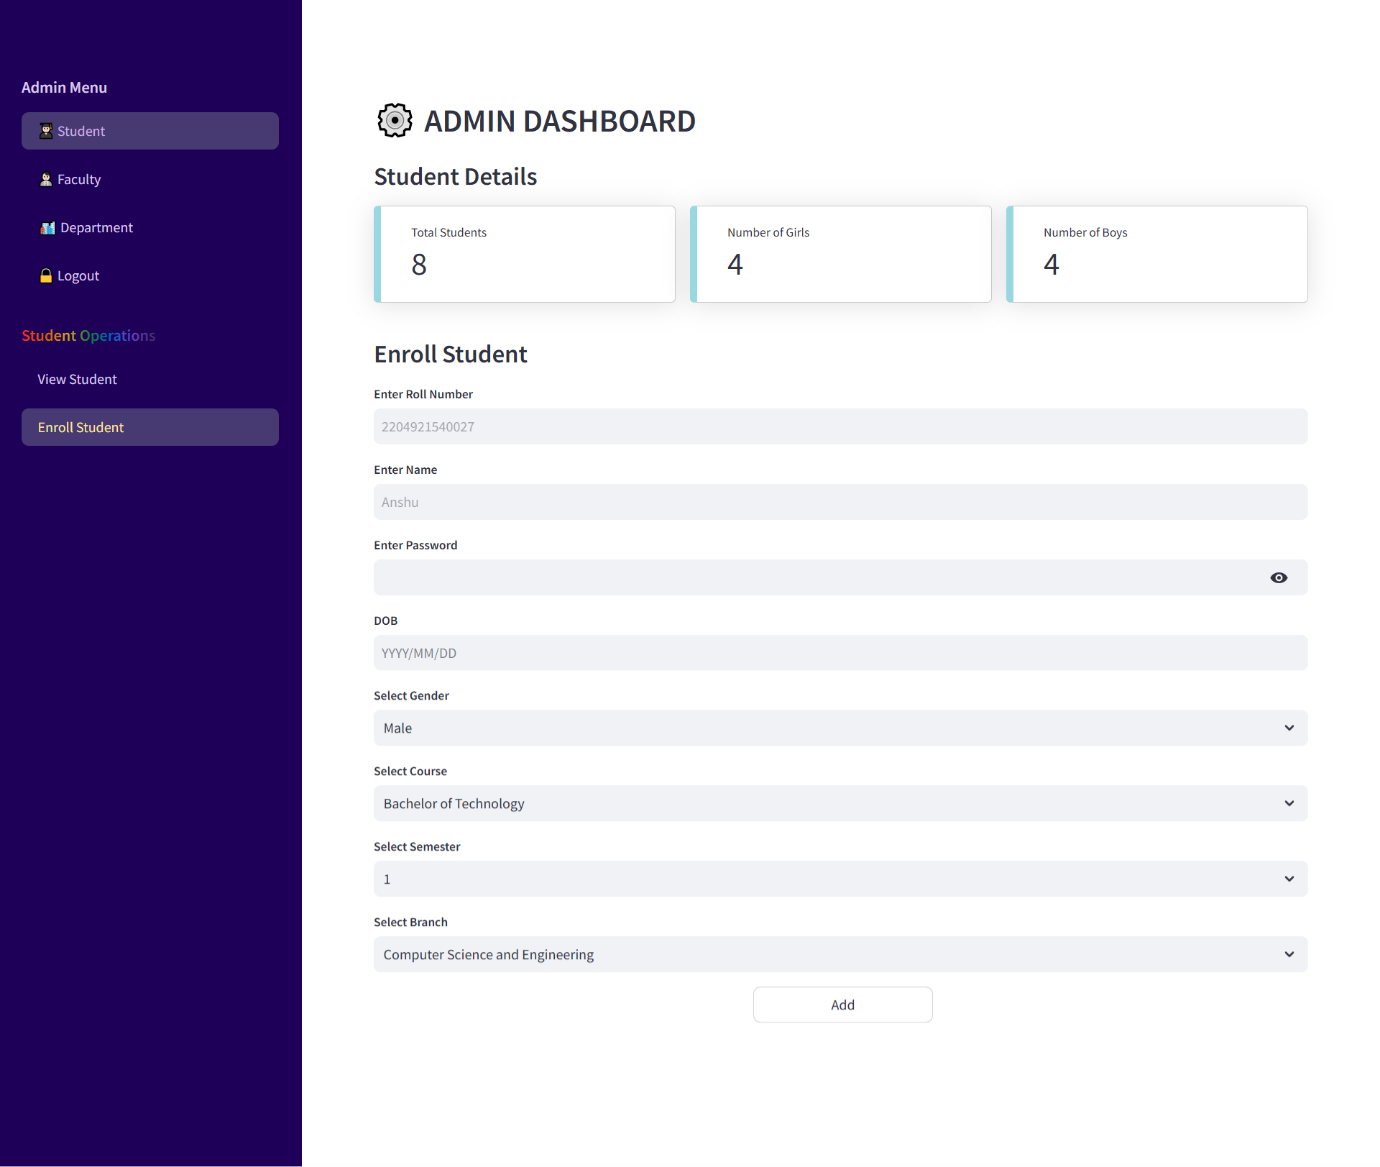 Admin Menu
Student
Faculty
Department
Logout
Student Operations
View Student
Enroll Student
ADMIN DASHBOARD
Student Details
Total Students
8
Number of Girls
4
Number of Boys
4
Enroll Student
Enter Roll Number
2204921540027
Enter Name
Anshu
Enter Password
DOB
YYYY/MM/DD
Select Gender
Male
Select Course
Bachelor of Technology
Select Semester
1
Select Branch
Computer Science and Engineering
Add